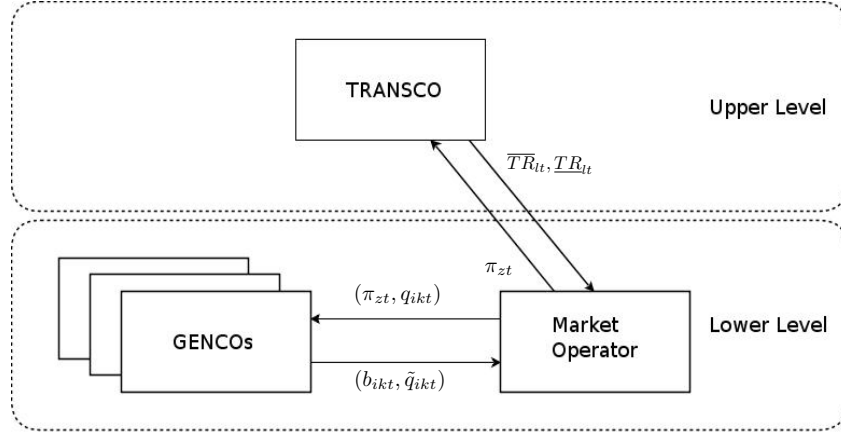 TRANSCO
Upper Level
$\overline{TR}_{lt}, \underline{TR}_{lt}$
$\pi_{zt}$
$(\pi_{zt}, q_{ikt})$
GENCOs
Market
Operator
Lower Level
$(b_{ikt}, \tilde{q}_{ikt})$